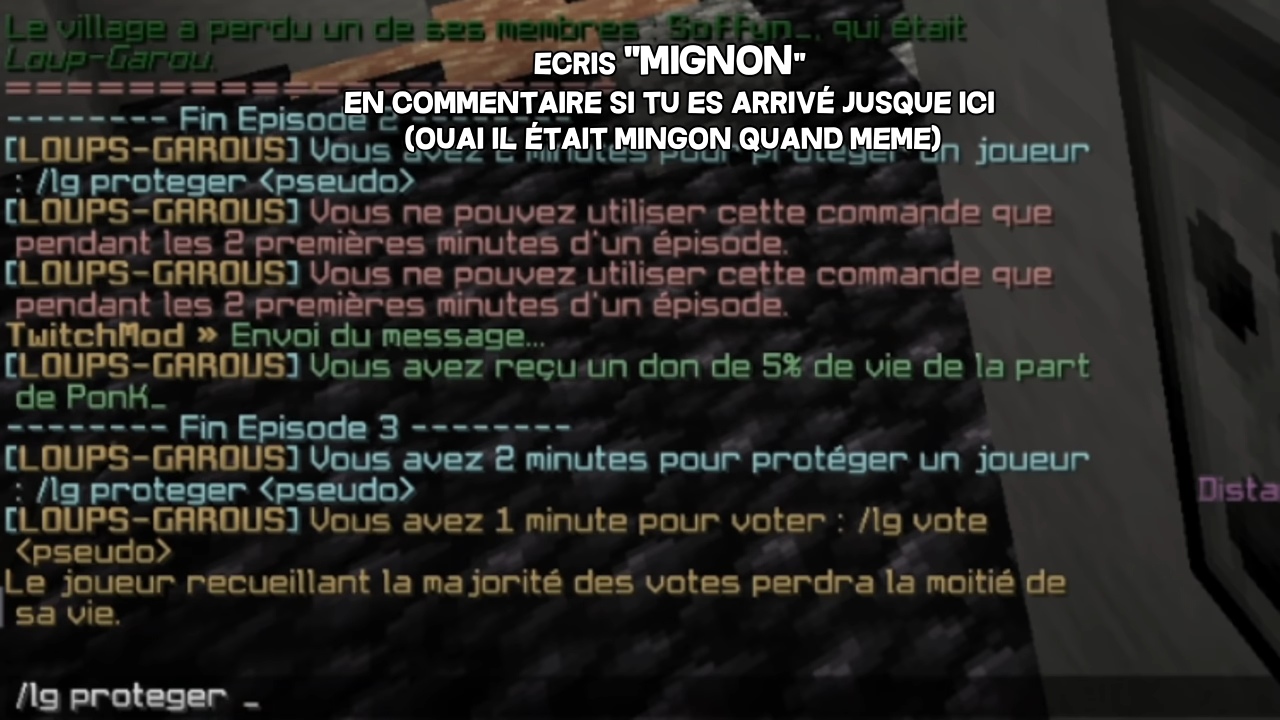 Le village a perdu un de ses membres : Soffyn_, qui était
Loup-Garou.
ECRIS "MIGNON"
EN COMMENTAIRE SI TU ES ARRIVÉ JUSQUE ICI
(OUAI IL ÉTAIT MINGON QUAND MEME)
-------- Fin Episode 2 --------
[LOUPS-GAROUS] Vous avez 2 minutes pour protéger un joueur
: /lg proteger <pseudo>
[LOUPS-GAROUS] Vous ne pouvez utiliser cette commande que
pendant les 2 premières minutes d'un épisode.
[LOUPS-GAROUS] Vous ne pouvez utiliser cette commande que
pendant les 2 premières minutes d'un épisode.
TwitchMod » Envoi du message...
[LOUPS-GAROUS] Vous avez reçu un don de 5% de vie de la part
de PonK_
-------- Fin Episode 3 --------
[LOUPS-GAROUS] Vous avez 2 minutes pour protéger un joueur
: /lg proteger <pseudo>
Dista
[LOUPS-GAROUS] Vous avez 1 minute pour voter : /lg vote
<pseudo>
Le joueur recueillant la majorité des votes perdra la moitié de
sa vie.
/lg proteger _